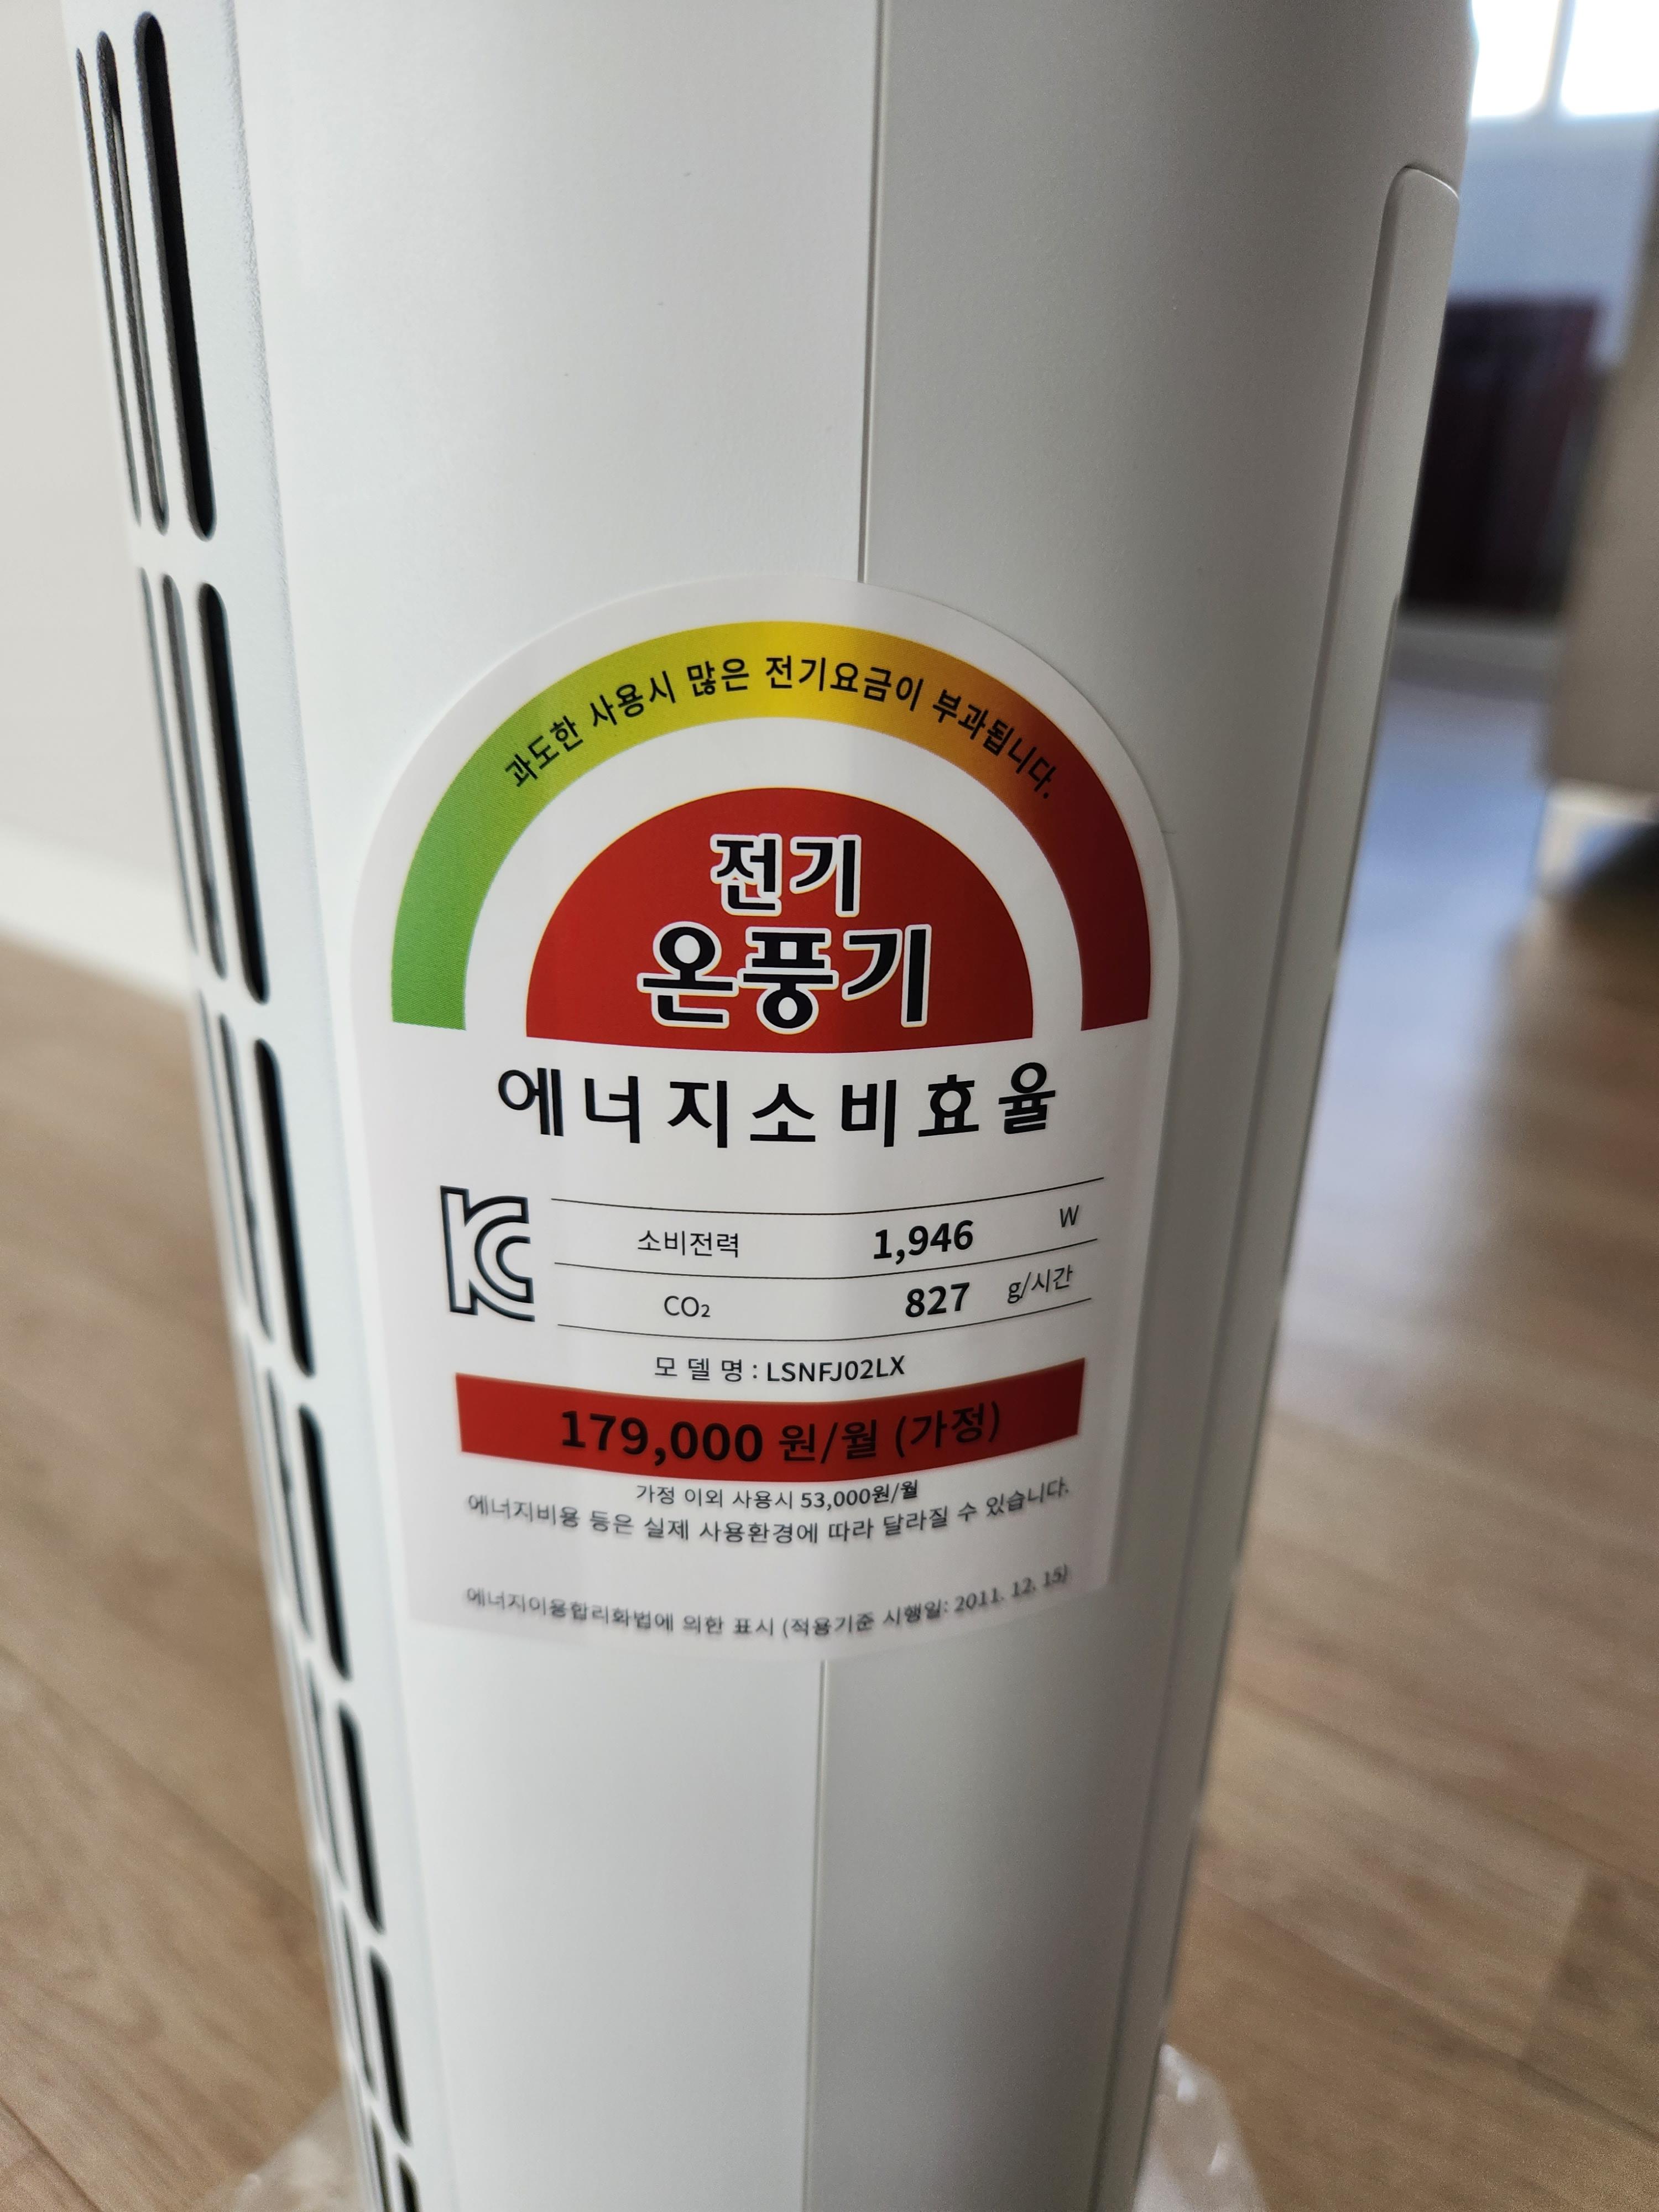 과도한 사용시 많은 전기요금이 부과됩니다.
전기
온풍기
에너지소비효율
소비전력 1,946 W
CO₂ 827 g/시간
모 델 명 : LSNFJ02LX
179,000 원/월 (가정)
가정 이외 사용시 53,000원/월
에너지비용 등은 실제 사용환경에 따라 달라질 수 있습니다.
에너지이용합리화법에 의한 표시 (적용기준 시행일: 2011. 12. 15)